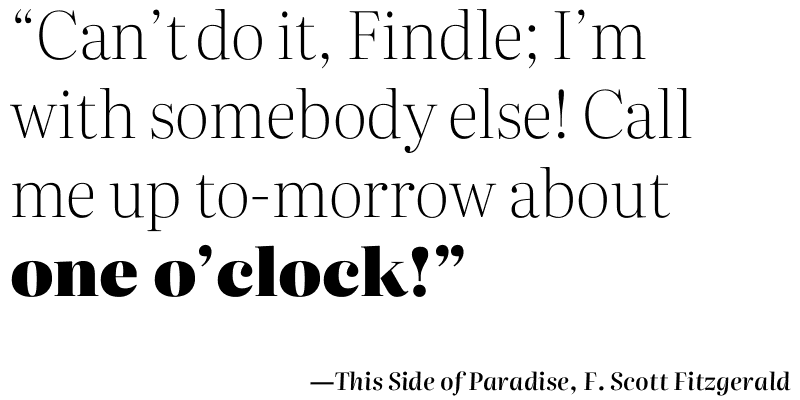 “Can’t do it, Findle; I’m
with somebody else! Call
me up to-morrow about
one o’clock!”
—This Side of Paradise, F. Scott Fitzgerald